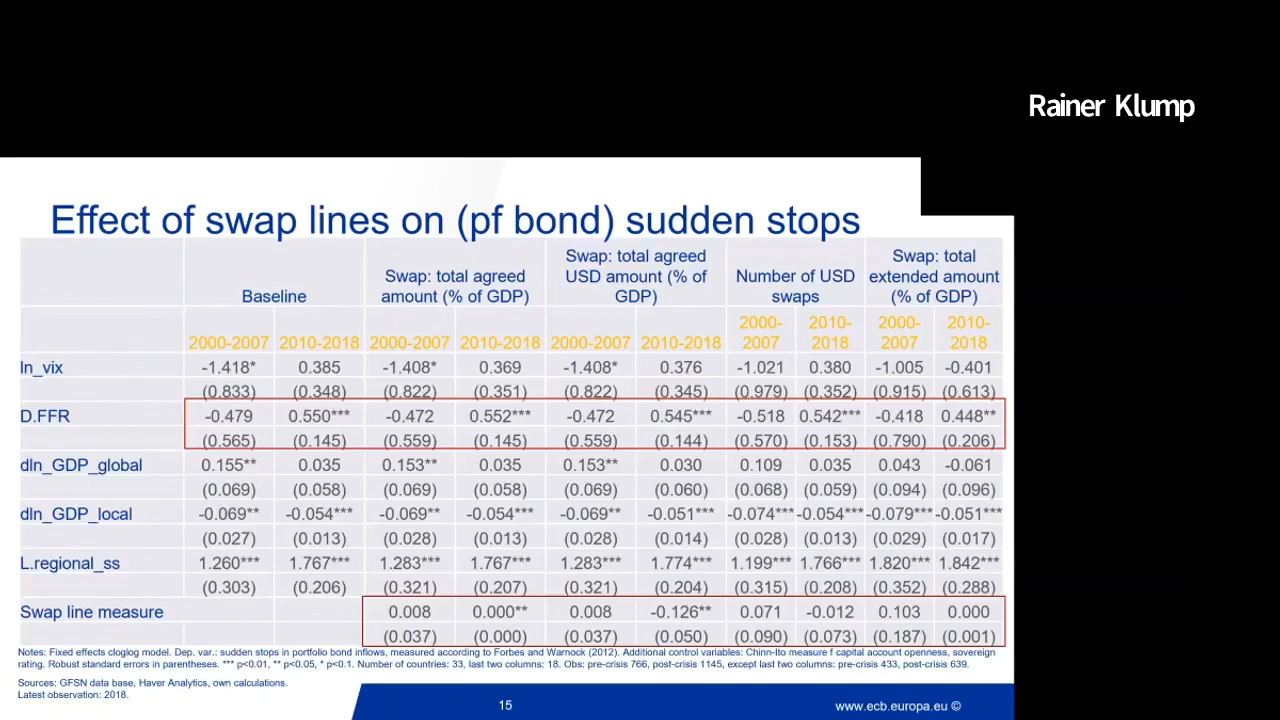 Rainer Klump
Effect of swap lines on (pf bond) sudden stops
Baseline
Swap: total agreed
amount (% of GDP)
Swap: total agreed
USD amount (% of
GDP)
Number of USD
swaps
Swap: total
extended amount
(% of GDP)
2000-2007 2010-2018 2000-2007 2010-2018 2000-2007 2010-2018 2000-
2007 2010-
2018 2000-
2007 2010-
2018
ln_vix -1.418* 0.385 -1.408* 0.369 -1.408* 0.376 -1.021 0.380 -1.005 -0.401
(0.833) (0.348) (0.822) (0.351) (0.822) (0.345) (0.979) (0.352) (0.915) (0.613)
D.FFR -0.479 0.550*** -0.472 0.552*** -0.472 0.545*** -0.518 0.542*** -0.418 0.448**
(0.565) (0.145) (0.559) (0.145) (0.559) (0.144) (0.570) (0.153) (0.790) (0.206)
dln_GDP_global 0.155** 0.035 0.153** 0.035 0.153** 0.030 0.109 0.035 0.043 -0.061
(0.069) (0.058) (0.069) (0.058) (0.069) (0.060) (0.068) (0.059) (0.094) (0.096)
dln_GDP_local -0.069** -0.054*** -0.069** -0.054*** -0.069** -0.051*** -0.074*** -0.054*** -0.079*** -0.051***
(0.027) (0.013) (0.028) (0.013) (0.028) (0.014) (0.028) (0.013) (0.029) (0.017)
L.regional_ss 1.260*** 1.767*** 1.283*** 1.767*** 1.283*** 1.774*** 1.199*** 1.766*** 1.820*** 1.842***
(0.303) (0.206) (0.321) (0.207) (0.321) (0.204) (0.315) (0.208) (0.352) (0.288)
Swap line measure 0.008 0.000** 0.008 -0.126** 0.071 -0.012 0.103 0.000
(0.037) (0.000) (0.037) (0.050) (0.090) (0.073) (0.187) (0.001)
Notes: Fixed effects cloglog model. Dep. var.: sudden stops in portfolio bond inflows, measured according to Forbes and Warnock (2012). Additional control variables: Chinn-Ito measure f capital account openness, sovereign
rating. Robust standard errors in parentheses. *** p<0.01, ** p<0.05, * p<0.1. Number of countries: 33, last two columns: 18. Obs: pre-crisis 766, post-crisis 1145, except last two columns: pre-crisis 433, post-crisis 639.
Sources: GFSN data base, Haver Analytics, own calculations.
Latest observation: 2018.
15
www.ecb.europa.eu ©